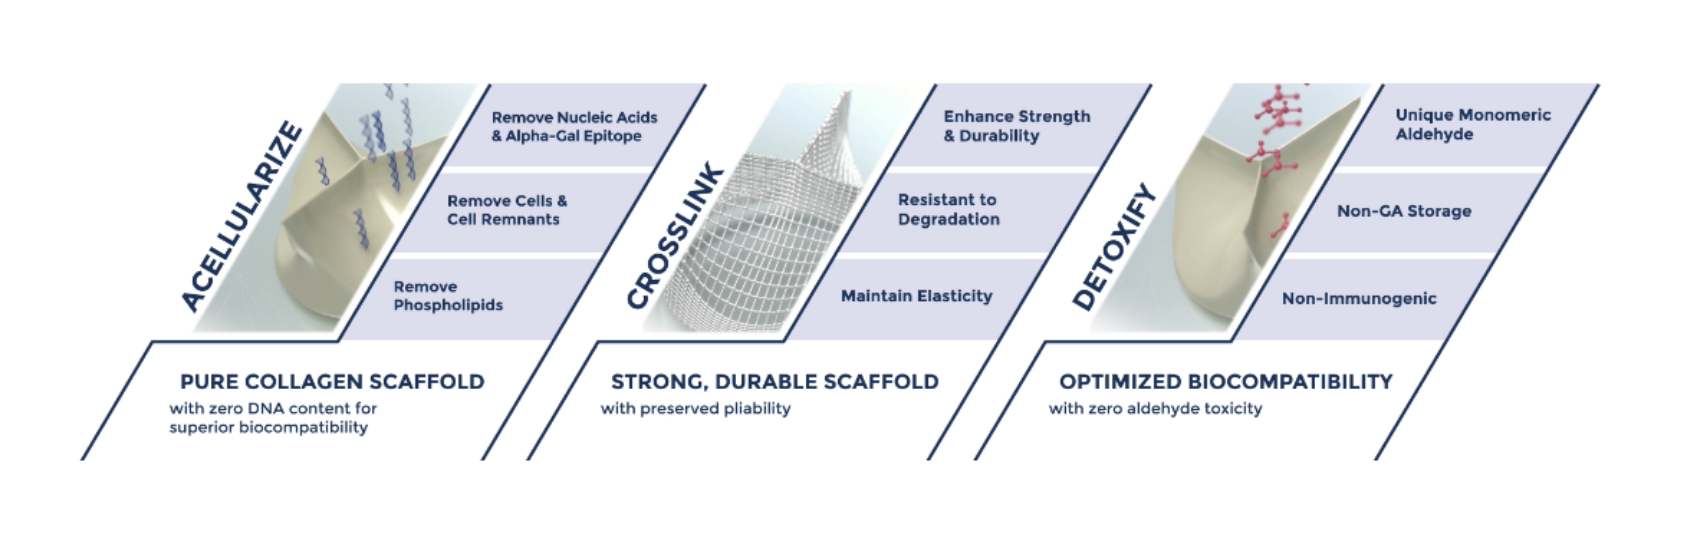 ACELLULARIZE
Remove Nucleic Acids
& Alpha-Gal Epitope
Remove Cells &
Cell Remnants
Remove
Phospholipids
PURE COLLAGEN SCAFFOLD
with zero DNA content for
superior biocompatibility
CROSSLINK
Enhance Strength
& Durability
Resistant to
Degradation
Maintain Elasticity
STRONG, DURABLE SCAFFOLD
with preserved pliability
DETOXIFY
Unique Monomeric
Aldehyde
Non-GA Storage
Non-Immunogenic
OPTIMIZED BIOCOMPATIBILITY
with zero aldehyde toxicity